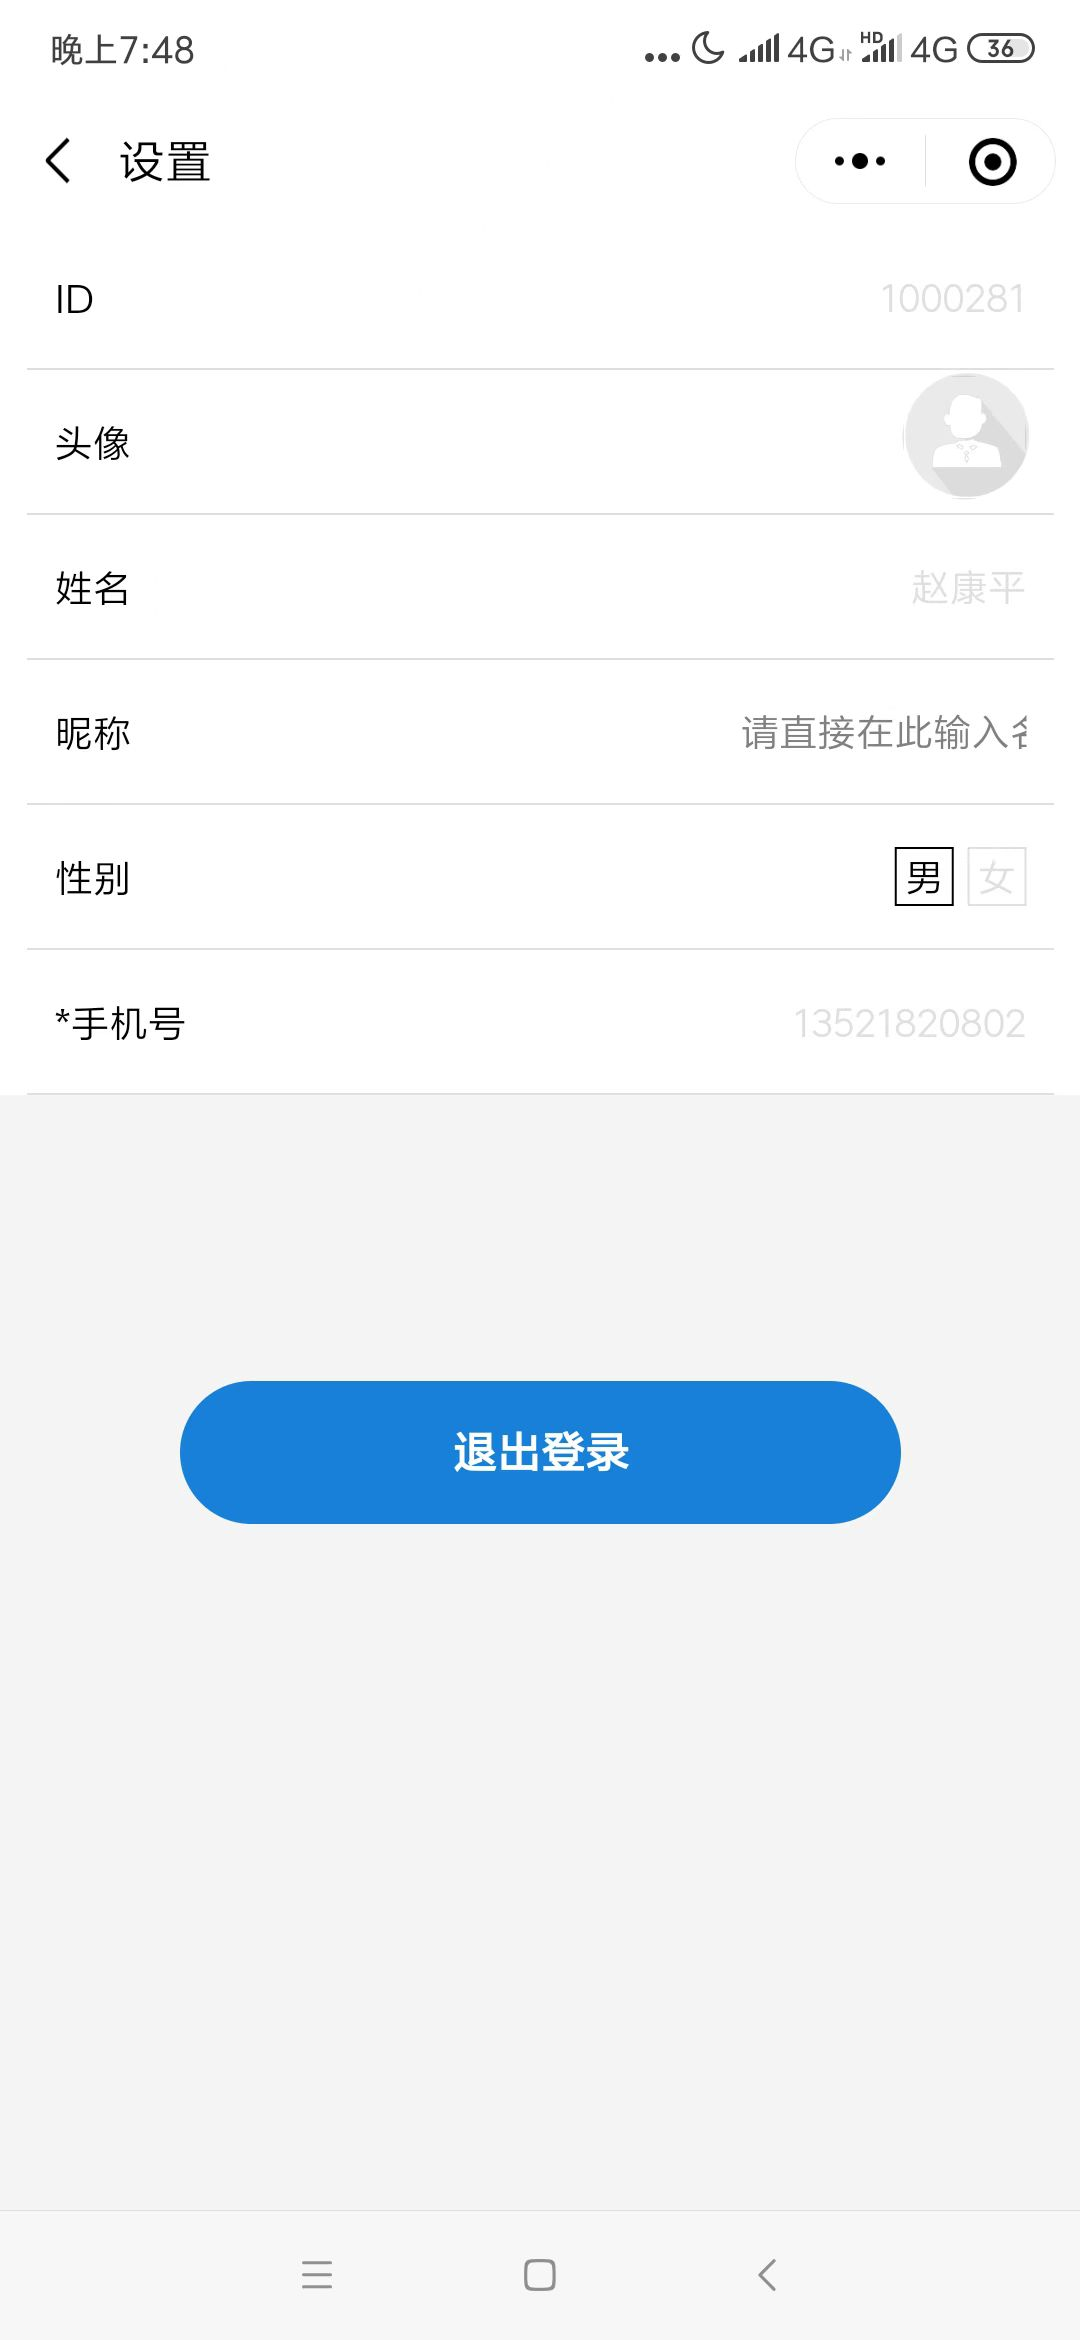 晚上7:48 4G HD 4G 36
设置
ID 1000281
头像
姓名 赵康平
昵称 请直接在此输入
性别 男 女
*手机号 13521820802
退出登录